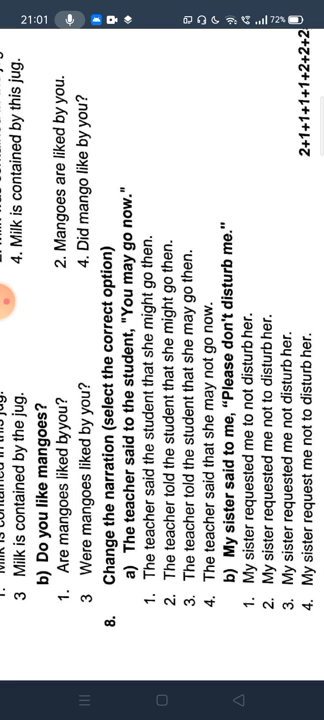 21:01 72%
1. Milk is contained in this jug.
3 Milk is contained by the jug. 4. Milk is contained by this jug.
b) Do you like mangoes?
1. Are mangoes liked byyou? 2. Mangoes are liked by you.
3 Were mangoes liked by you? 4. Did mango like by you?
8. Change the narration (select the correct option)
a) The teacher said to the student, "You may go now."
1. The teacher said the student that she might go then.
2. The teacher told the student that she might go then.
3. The teacher told the student that she may go then.
4. The teacher said that she may not go now.
b) My sister said to me, "Please don't disturb me."
1. My sister requested me to not disturb her.
2. My sister requested me not to disturb her.
3. My sister requested me not disturb her.
4. My sister request me not to disturb her.
2+1+1+1+1+2+2+2